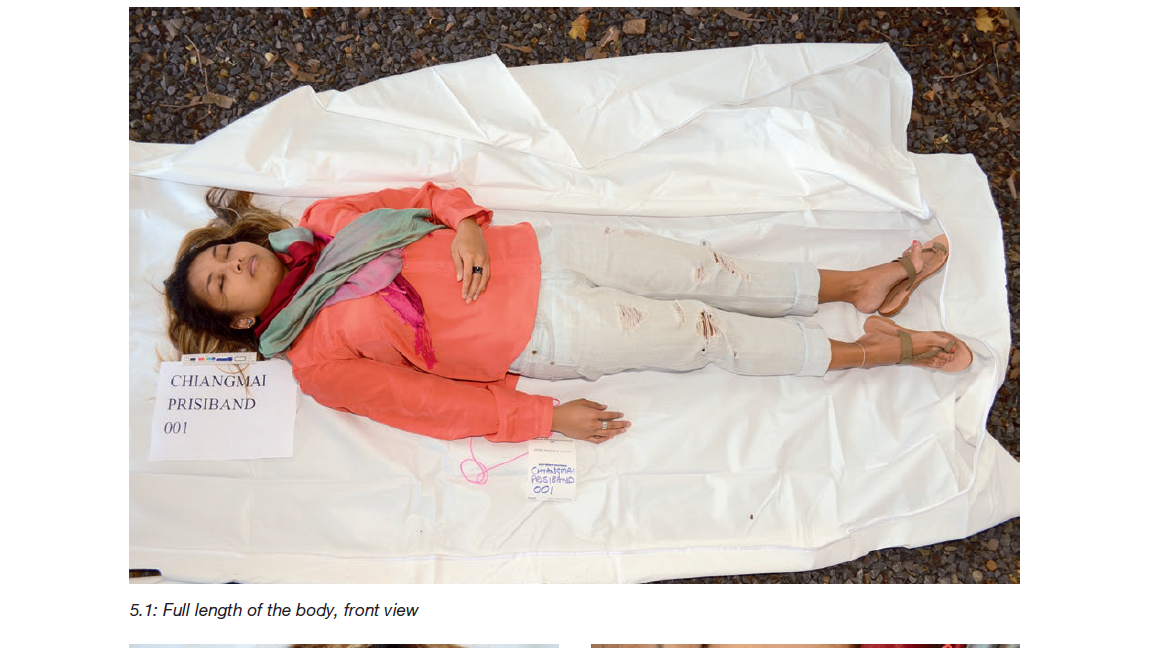 CHIANGMAI
PRISIBAND
001
CHIANGMAI
PRISIBAND
001
5.1: Full length of the body, front view